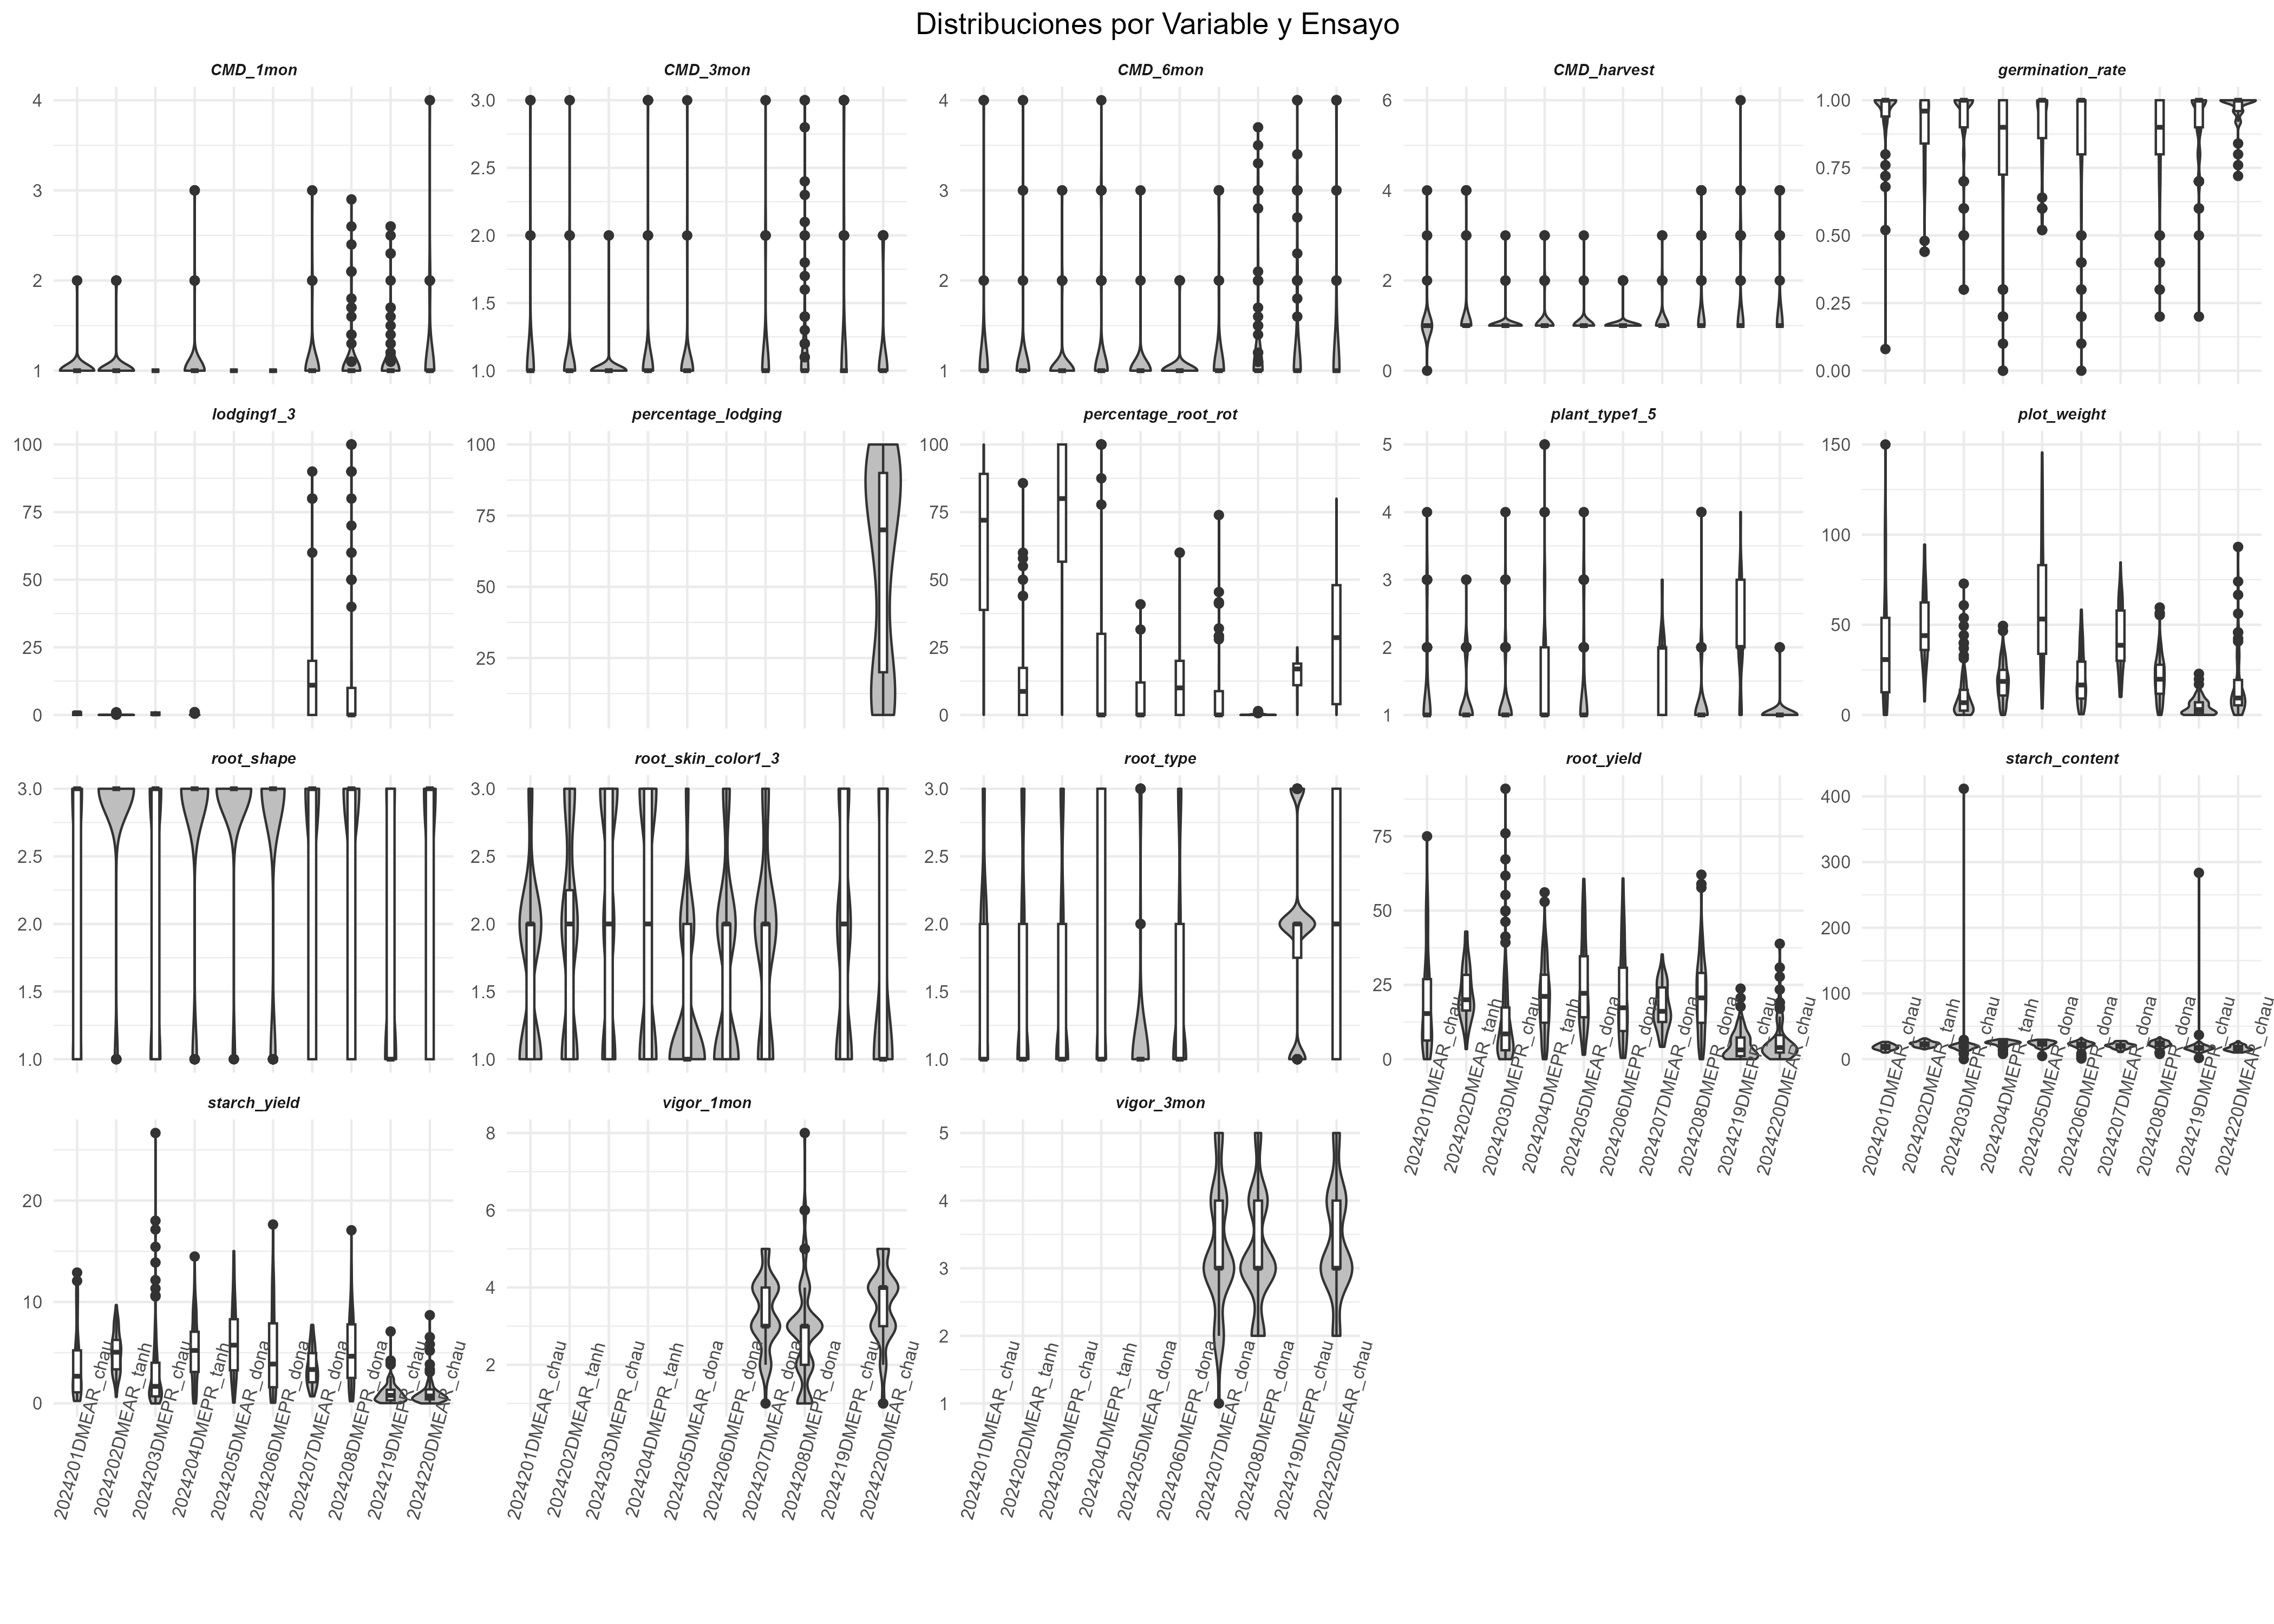 Distribuciones por Variable y Ensayo
CMD_1mon CMD_3mon CMD_6mon CMD_harvest germination_rate
4 3.0 4 6 1.00
3 2.5 3 4 0.75
2 2.0 2 2 0.50
1.5 0.25
1 1.0 1 0 0.00
lodging1_3 percentage_lodging percentage_root_rot plant_type1_5 plot_weight
100 100 100 5 150
75 75 75 4 100
50 50 50 3 50
25 25 25 2
0 0 1 0
root_shape root_skin_color1_3 root_type root_yield starch_content
3.0 3.0 3.0 75 400
2.5 2.5 2.5 50 300
2.0 2.0 2.0 25 200
1.5 1.5 1.5 100
1.0 1.0 1.0 0 0
2024201DMEAR_chau 2024202DMEAR_tanh 2024203DMEPR_chau 2024204DMEPR_tanh 2024205DMEAR_dona 2024206DMEPR_dona 2024207DMEAR_dona 2024208DMEPR_dona 2024219DMEPR_chau 2024220DMEAR_chau
2024201DMEAR_chau 2024202DMEAR_tanh 2024203DMEPR_chau 2024204DMEPR_tanh 2024205DMEAR_dona 2024206DMEPR_dona 2024207DMEAR_dona 2024208DMEPR_dona 2024219DMEPR_chau 2024220DMEAR_chau
starch_yield vigor_1mon vigor_3mon
20 8 5
10 6 4
0 4 3
2 2
1
2024201DMEAR_chau 2024202DMEAR_tanh 2024203DMEPR_chau 2024204DMEPR_tanh 2024205DMEAR_dona 2024206DMEPR_dona 2024207DMEAR_dona 2024208DMEPR_dona 2024219DMEPR_chau 2024220DMEAR_chau
2024201DMEAR_chau 2024202DMEAR_tanh 2024203DMEPR_chau 2024204DMEPR_tanh 2024205DMEAR_dona 2024206DMEPR_dona 2024207DMEAR_dona 2024208DMEPR_dona 2024219DMEPR_chau 2024220DMEAR_chau
2024201DMEAR_chau 2024202DMEAR_tanh 2024203DMEPR_chau 2024204DMEPR_tanh 2024205DMEAR_dona 2024206DMEPR_dona 2024207DMEAR_dona 2024208DMEPR_dona 2024219DMEPR_chau 2024220DMEAR_chau